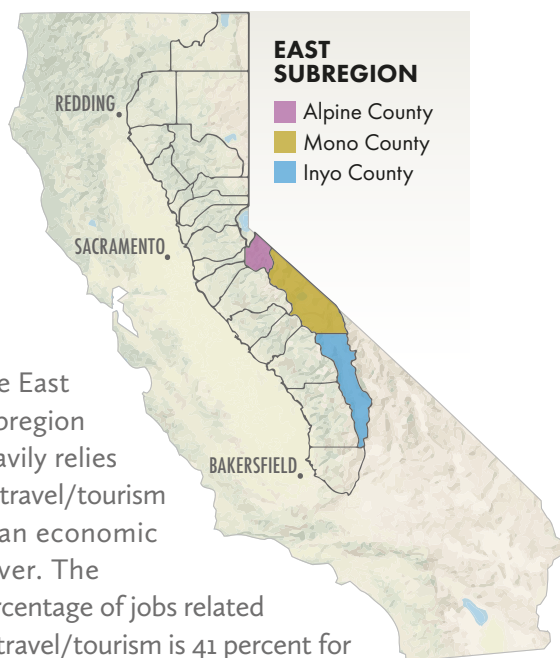 EAST
SUBREGION
Alpine County
Mono County
Inyo County
REDDING
SACRAMENTO
BAKERSFIELD
e East
bregion
avily relies
travel/tourism
an economic
ver. The
rcentage of jobs related
travel/tourism is 41 percent for